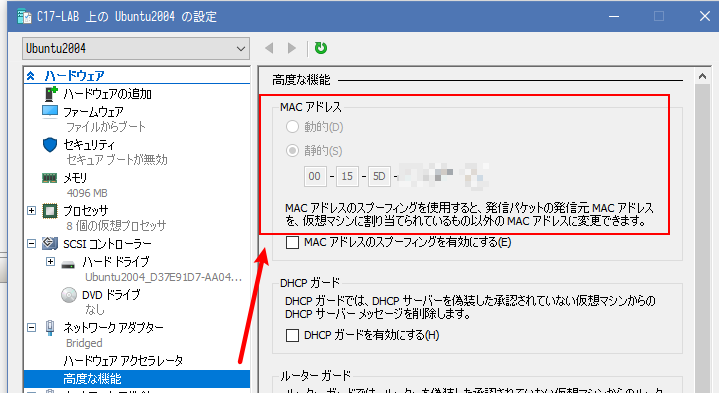 C17-LAB 上の Ubuntu2004 の設定
Ubuntu2004
ハードウェア
ハードウェアの追加
ファームウェア
ファイルからブート
セキュリティ
セキュア ブートが無効
メモリ
4096 MB
プロセッサ
8 個の仮想プロセッサ
SCSI コントローラー
ハード ドライブ
Ubuntu2004_D37E91D7-AA04...
DVD ドライブ
なし
ネットワーク アダプター
Bridged
ハードウェア アクセラレータ
高度な機能
高度な機能
MAC アドレス
動的(D)
静的(S)
00 - 15 - 5D -
MAC アドレスのスプーフィングを使用すると、発信パケットの発信元 MAC アドレス
を、仮想マシンに割り当てられているもの以外の MAC アドレスに変更できます。
MAC アドレスのスプーフィングを有効にする(E)
DHCP ガード
DHCP ガードでは、DHCP サーバーを偽装した承認されていない仮想マシンからの
DHCP サーバー メッセージを削除します。
DHCP ガードを有効にする(H)
ルーター ガード